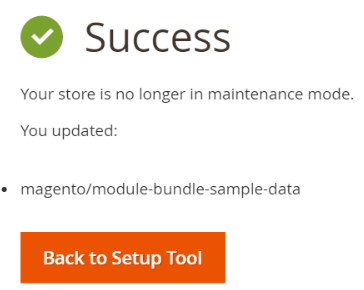 Success
Your store is no longer in maintenance mode.
You updated:
magento/module-bundle-sample-data
Back to Setup Tool